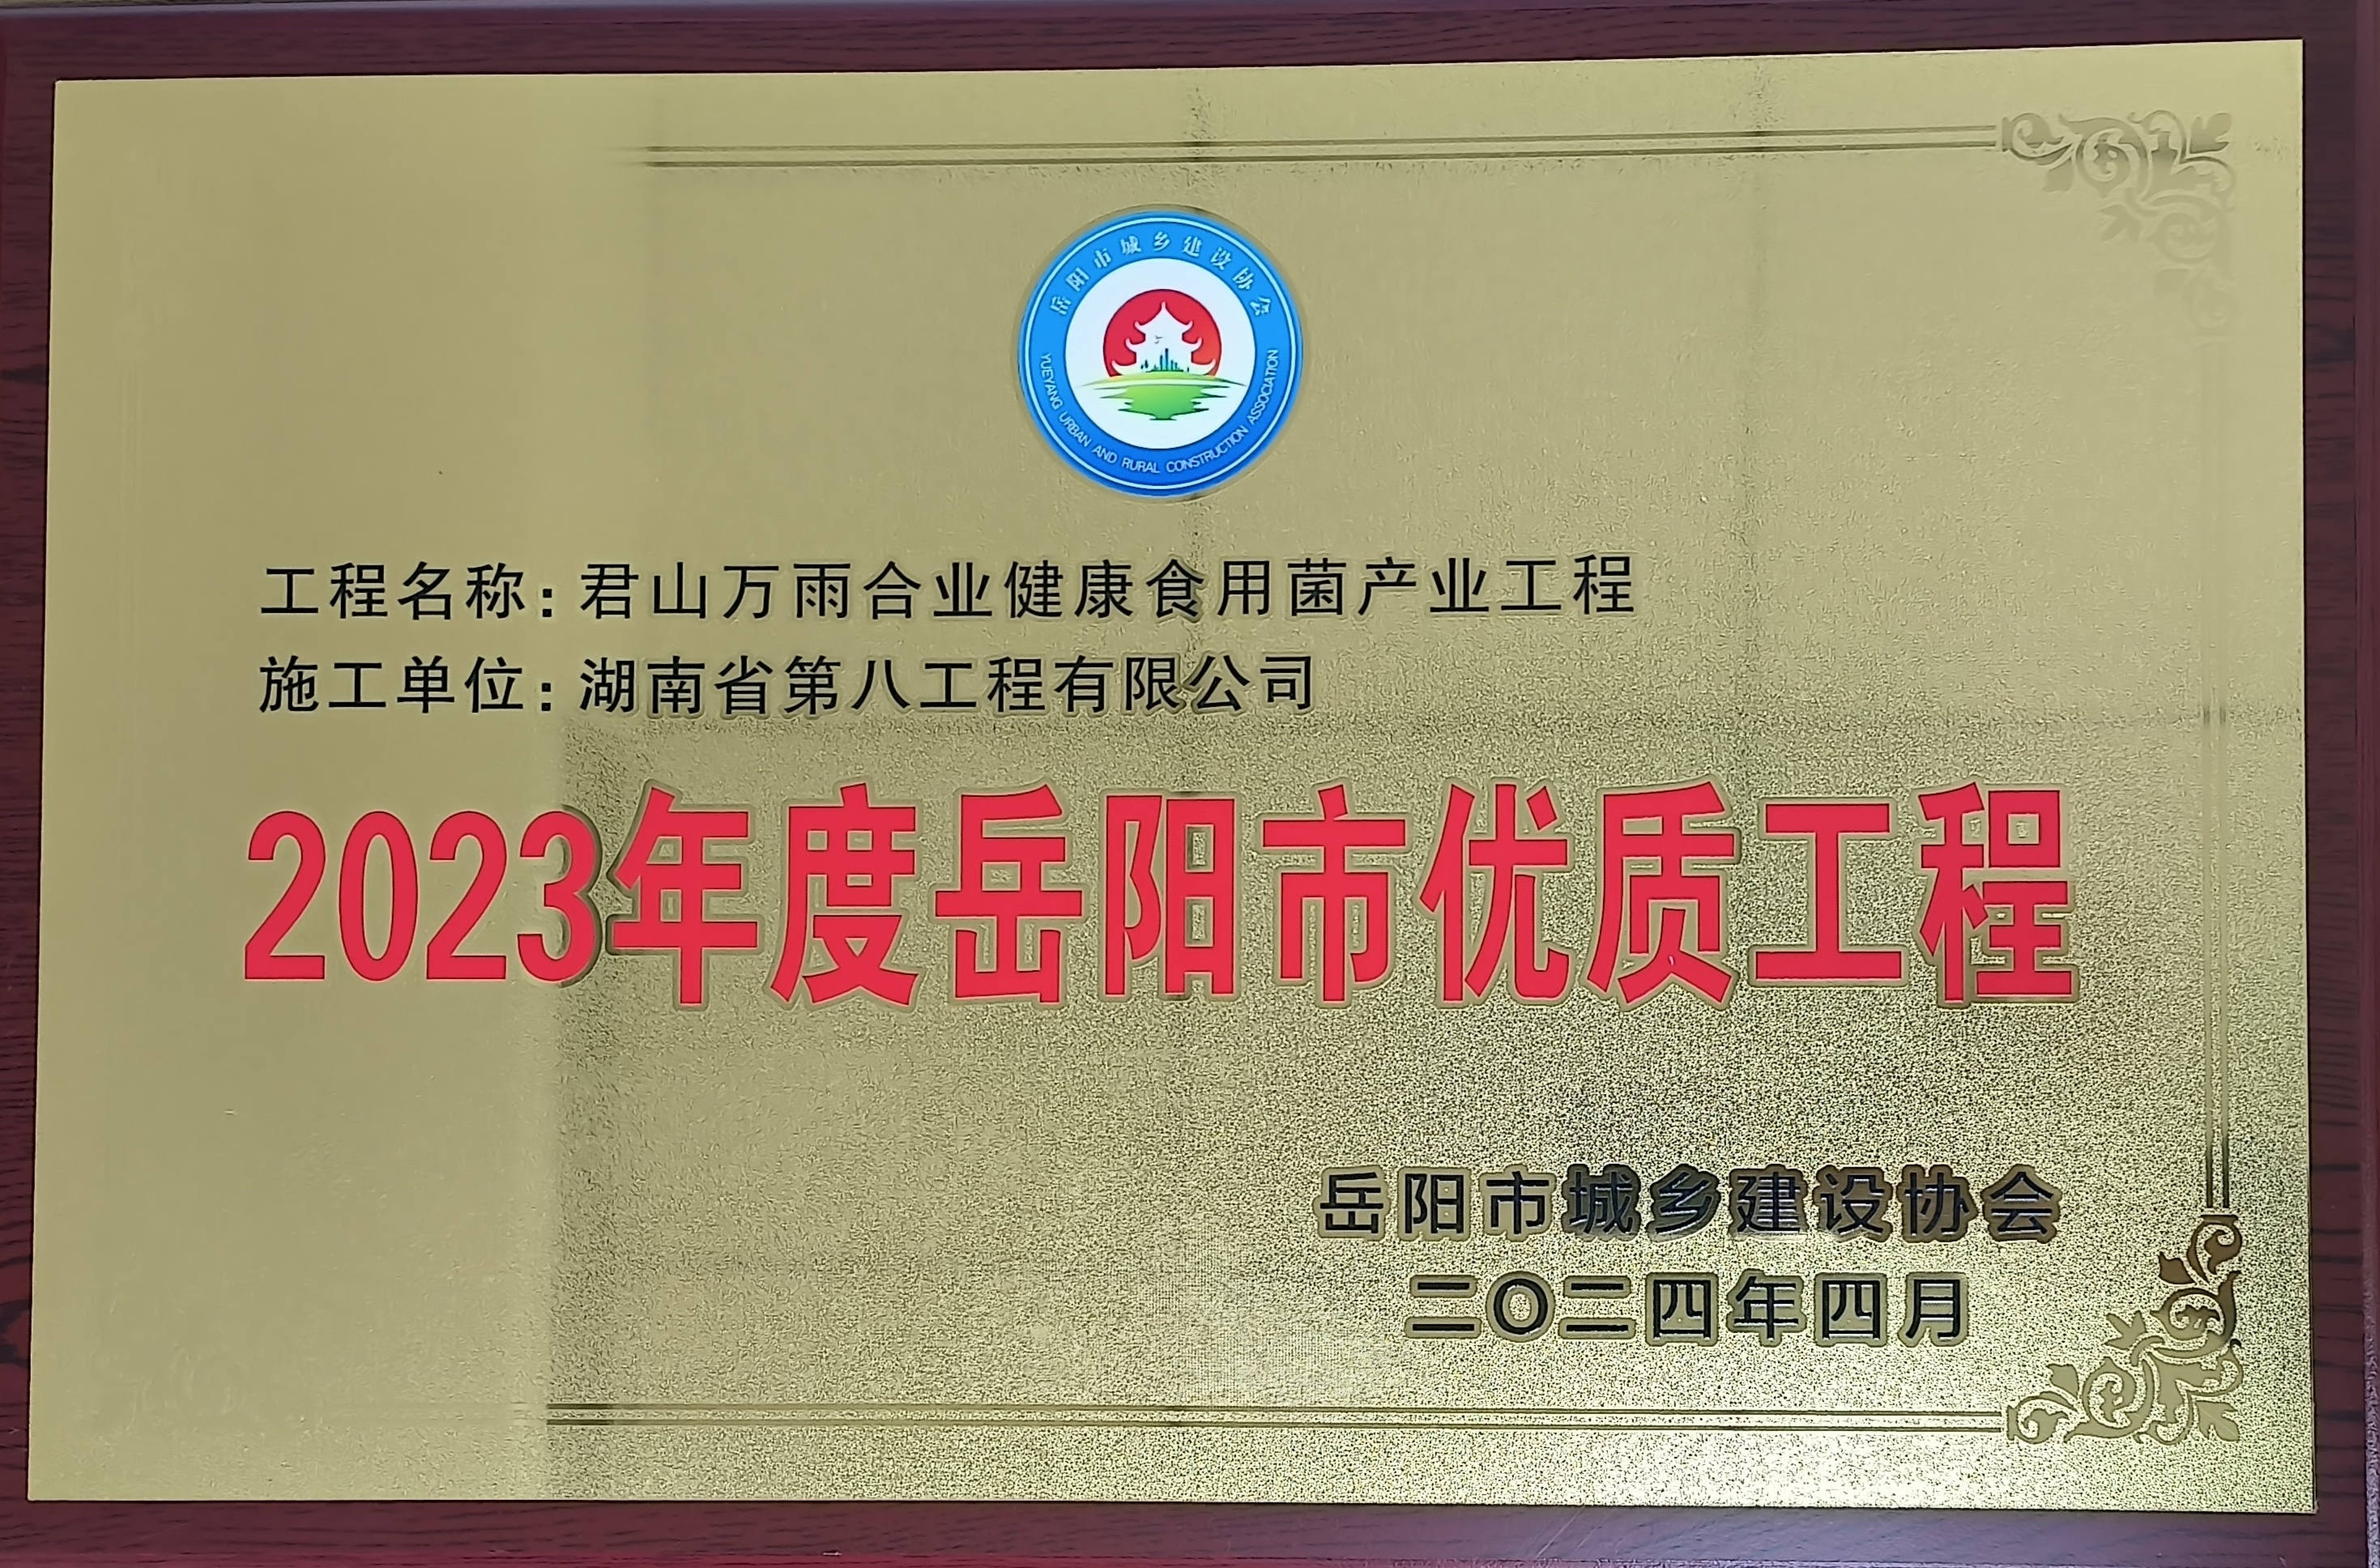 岳阳市城乡建设协会
YUEYANG URBAN AND RURAL CONSTRUCTION ASSOCIATION
工程名称：君山万雨合业健康食用菌产业工程
施工单位：湖南省第八工程有限公司
2023年度岳阳市优质工程
岳阳市城乡建设协会
二〇二四年四月